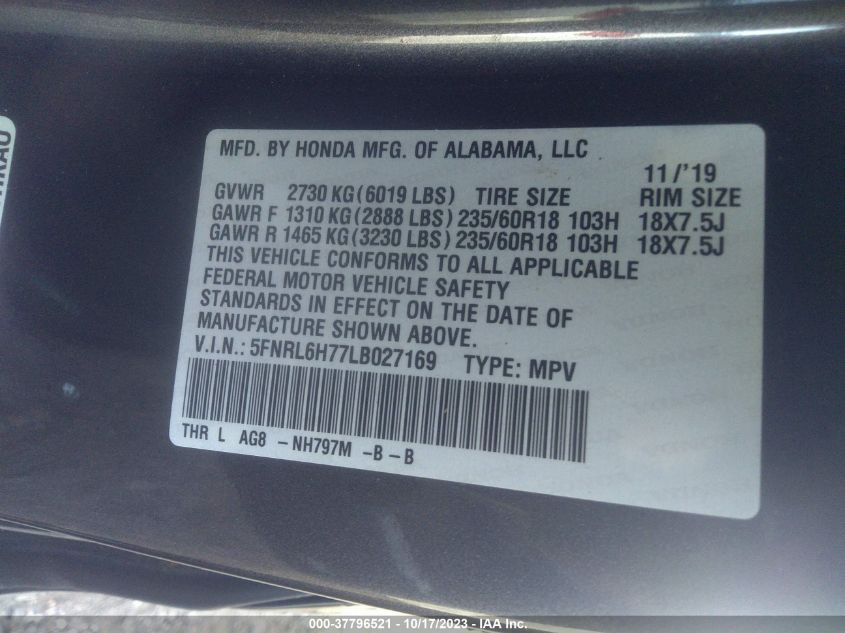 MFD. BY HONDA MFG. OF ALABAMA, LLC
11/'19
GVWR 2730 KG(6019 LBS) TIRE SIZE RIM SIZE
GAWR F 1310 KG(2888 LBS) 235/60R18 103H 18X7.5J
GAWR R 1465 KG(3230 LBS) 235/60R18 103H 18X7.5J
THIS VEHICLE CONFORMS TO ALL APPLICABLE
FEDERAL MOTOR VEHICLE SAFETY
STANDARDS IN EFFECT ON THE DATE OF
MANUFACTURE SHOWN ABOVE.
V.I.N.: 5FNRL6H77LB027169 TYPE: MPV
THR L AG8 -NH797M -B-B
000-37796521 - 10/17/2023 - IAA Inc.